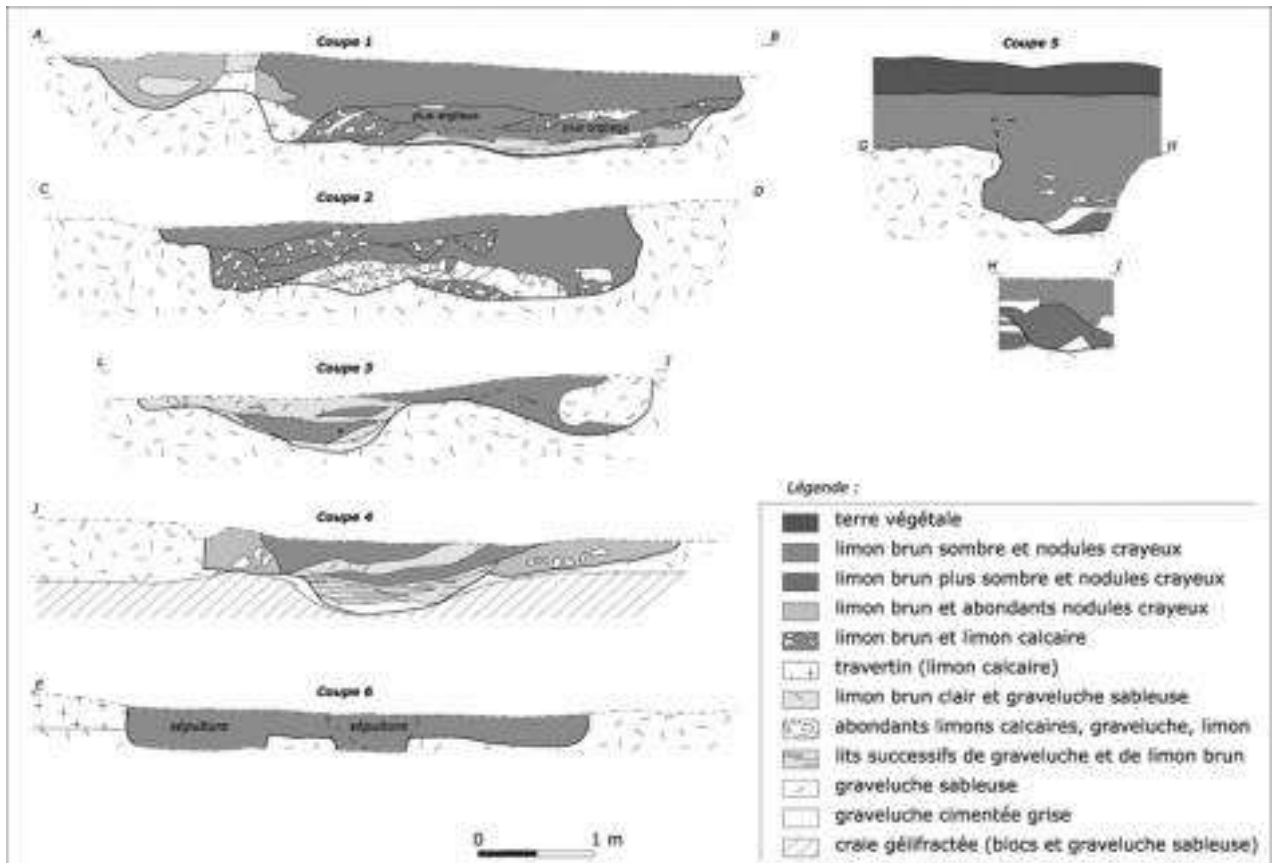 A
Coupe 1
B
plus argileux
plus argileux
C
Coupe 2
D
Coupe 3
J
Coupe 4
Coupe 6
sépulture
sépulture
Coupe 5
G
H
H
0 1 m
Légende :
terre végétale
limon brun sombre et nodules crayeux
limon brun plus sombre et nodules crayeux
limon brun et abondants nodules crayeux
limon brun et limon calcaire
travertin (limon calcaire)
limon brun clair et graveluche sableuse
abondants limons calcaires, graveluche, limon
lits successifs de graveluche et de limon brun
graveluche sableuse
graveluche cimentée grise
craie gélifractée (blocs et graveluche sableuse)